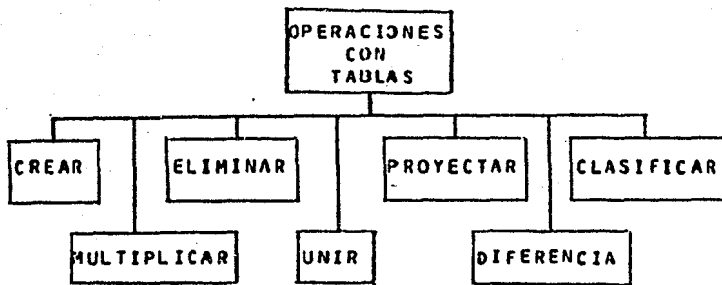 OPERACIONES
CON
TABLAS
CREAR
ELIMINAR
PROYECTAR
CLASIFICAR
MULTIPLICAR
UNIR
DIFERENCIA